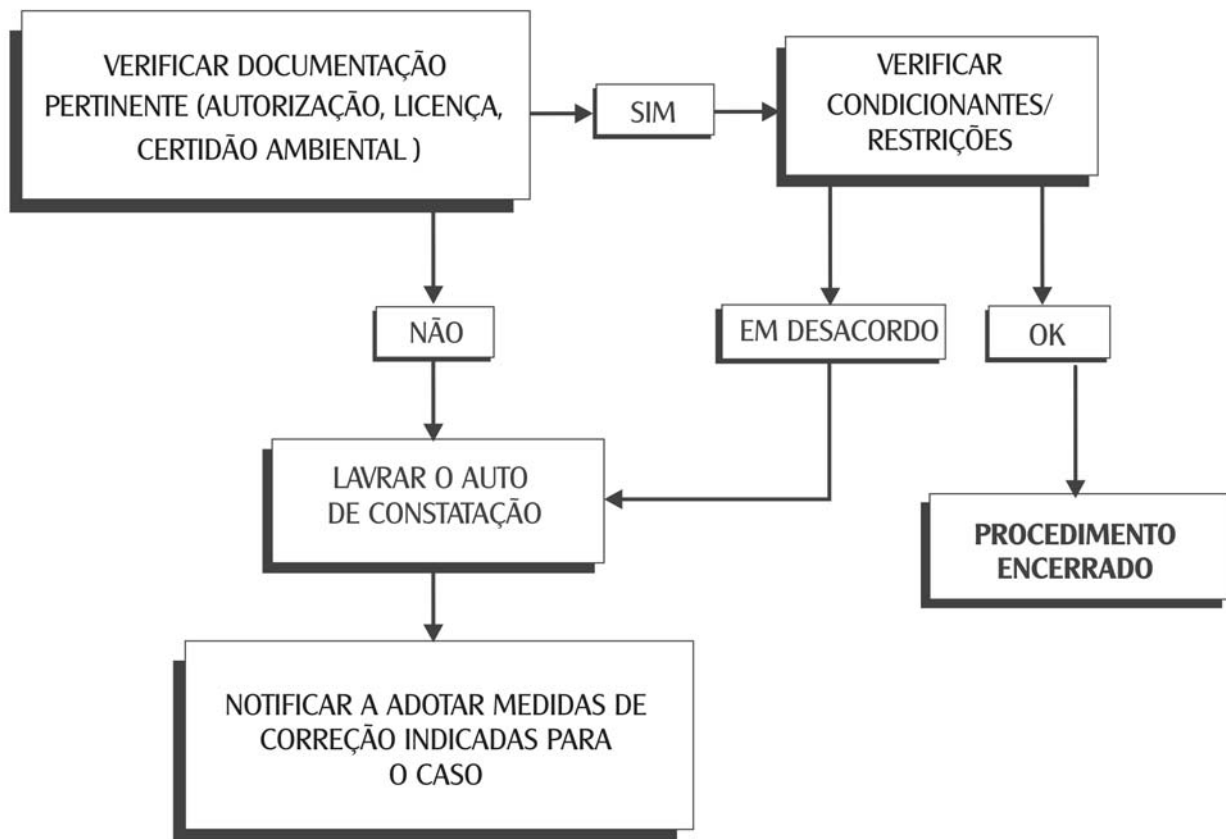 VERIFICAR DOCUMENTAÇÃO
PERTINENTE (AUTORIZAÇÃO, LICENÇA,
CERTIDÃO AMBIENTAL )
SIM
VERIFICAR
CONDICIONANTES/
RESTRIÇÕES
NÃO
EM DESACORDO
OK
LAVRAR O AUTO
DE CONSTATAÇÃO
PROCEDIMENTO
ENCERRADO
NOTIFICAR A ADOTAR MEDIDAS DE
CORREÇÃO INDICADAS PARA
O CASO